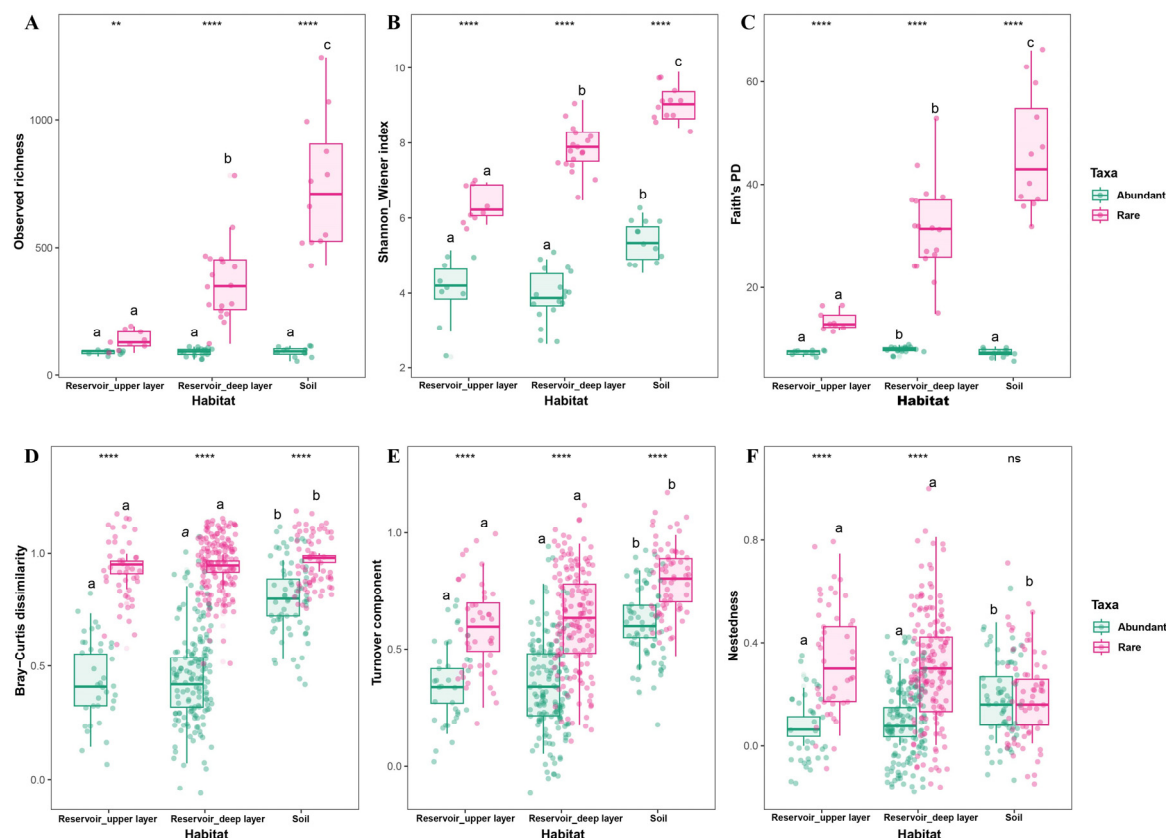 A
B
C
** **** ****
**** **** ****
**** **** ****
a a a b a c
a a a b b c
a a b b a c
Observed richness
1000
500
0
Shannon_Wiener index
10
8
6
4
2
Faith's PD
60
40
20
Reservoir_upper layer Reservoir_deep layer Soil
Habitat
Reservoir_upper layer Reservoir_deep layer Soil
Habitat
Reservoir_upper layer Reservoir_deep layer Soil
Habitat
Taxa
Abundant
Rare
D
E
F
**** **** ****
**** **** ****
**** **** ns
a a a a b b
a a a a b b
a a a a b b
Bray-Curtis dissimilarity
1.0
0.5
0.0
Turnover component
1.0
0.5
0.0
Nestedness
0.8
0.4
0.0
Reservoir_upper layer Reservoir_deep layer Soil
Habitat
Reservoir_upper layer Reservoir_deep layer Soil
Habitat
Reservoir_upper layer Reservoir_deep layer Soil
Habitat
Taxa
Abundant
Rare